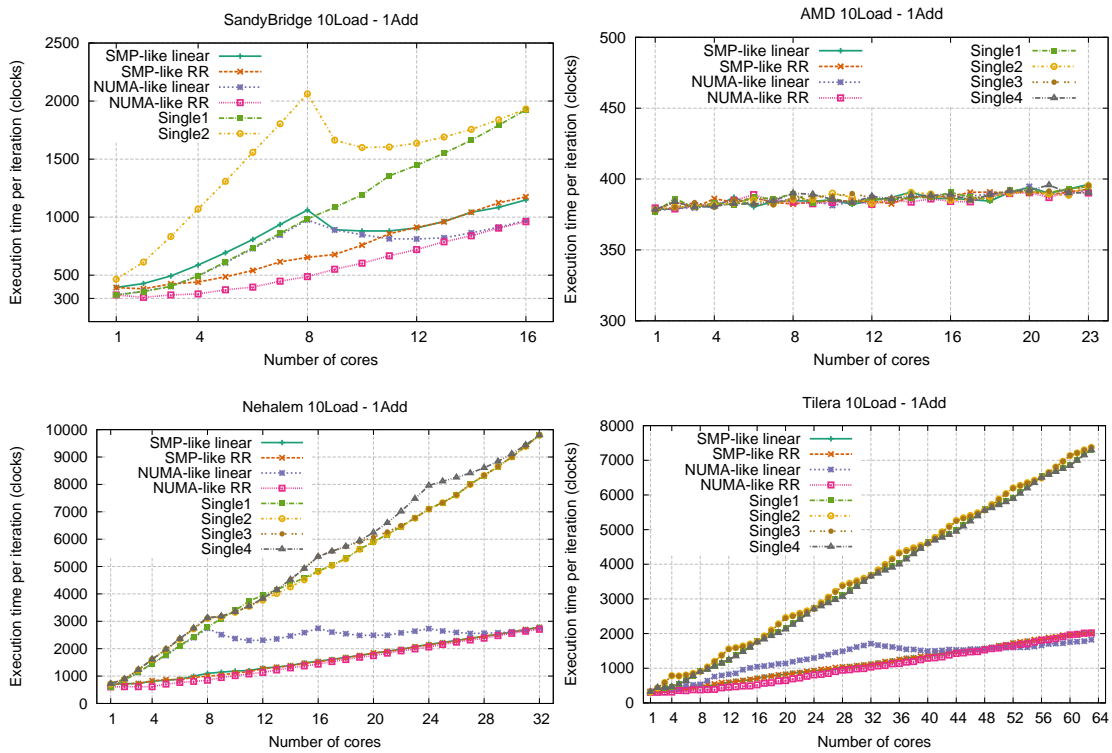 SandyBridge 10Load - 1Add
Execution time per iteration (clocks)
2500
2000
1500
1000
500
300
SMP-like linear
SMP-like RR
NUMA-like linear
NUMA-like RR
Single1
Single2
1 4 8 12 16
Number of cores
AMD 10Load - 1Add
Execution time per iteration (clocks)
500
450
400
350
300
SMP-like linear
SMP-like RR
NUMA-like linear
NUMA-like RR
Single1
Single2
Single3
Single4
1 4 8 12 16 20 23
Number of cores
Nehalem 10Load - 1Add
Execution time per iteration (clocks)
10000
9000
8000
7000
6000
5000
4000
3000
2000
1000
0
SMP-like linear
SMP-like RR
NUMA-like linear
NUMA-like RR
Single1
Single2
Single3
Single4
1 4 8 12 16 20 24 28 32
Number of cores
Tilera 10Load - 1Add
Execution time per iteration (clocks)
8000
7000
6000
5000
4000
3000
2000
1000
0
SMP-like linear
SMP-like RR
NUMA-like linear
NUMA-like RR
Single1
Single2
Single3
Single4
1 4 8 12 16 20 24 28 32 36 40 44 48 52 56 60 64
Number of cores